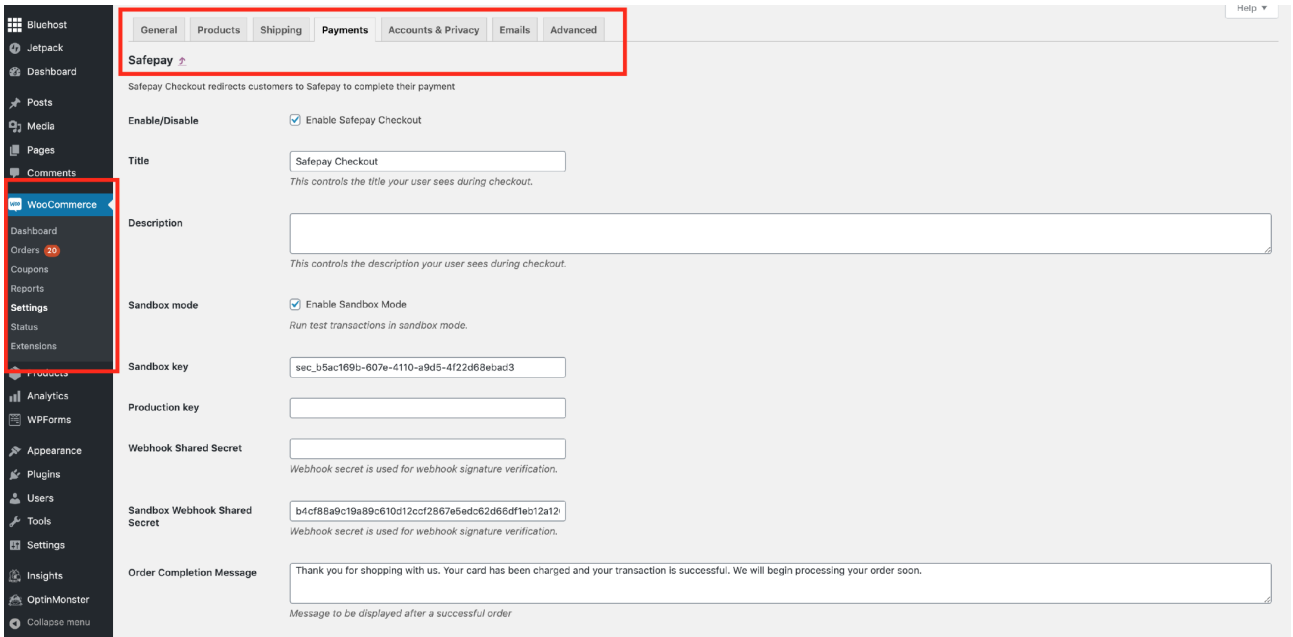 Help ▼
Bluehost
Jetpack
Dashboard
Posts
Media
Pages
Comments
WooCommerce
Dashboard
Orders 20
Coupons
Reports
Settings
Status
Extensions
Products
Analytics
WPForms
Appearance
Plugins
Users
Tools
Settings
Insights
OptinMonster
Collapse menu
General Products Shipping Payments Accounts & Privacy Emails Advanced
Safepay
Safepay Checkout redirects customers to Safepay to complete their payment
Enable/Disable Enable Safepay Checkout
Title Safepay Checkout
This controls the title your user sees during checkout.
Description
This controls the description your user sees during checkout.
Sandbox mode Enable Sandbox Mode
Run test transactions in sandbox mode.
Sandbox key sec_b5ac169b-607e-4110-a9d5-4f22d68ebad3
Production key
Webhook Shared Secret
Webhook secret is used for webhook signature verification.
Sandbox Webhook Shared
Secret
b4cf88a9c19a89c610d12ccf2867e5edc62d66df1eb12a12
Webhook secret is used for webhook signature verification.
Order Completion Message Thank you for shopping with us. Your card has been charged and your transaction is successful. We will begin processing your order soon.
Message to be displayed after a successful order